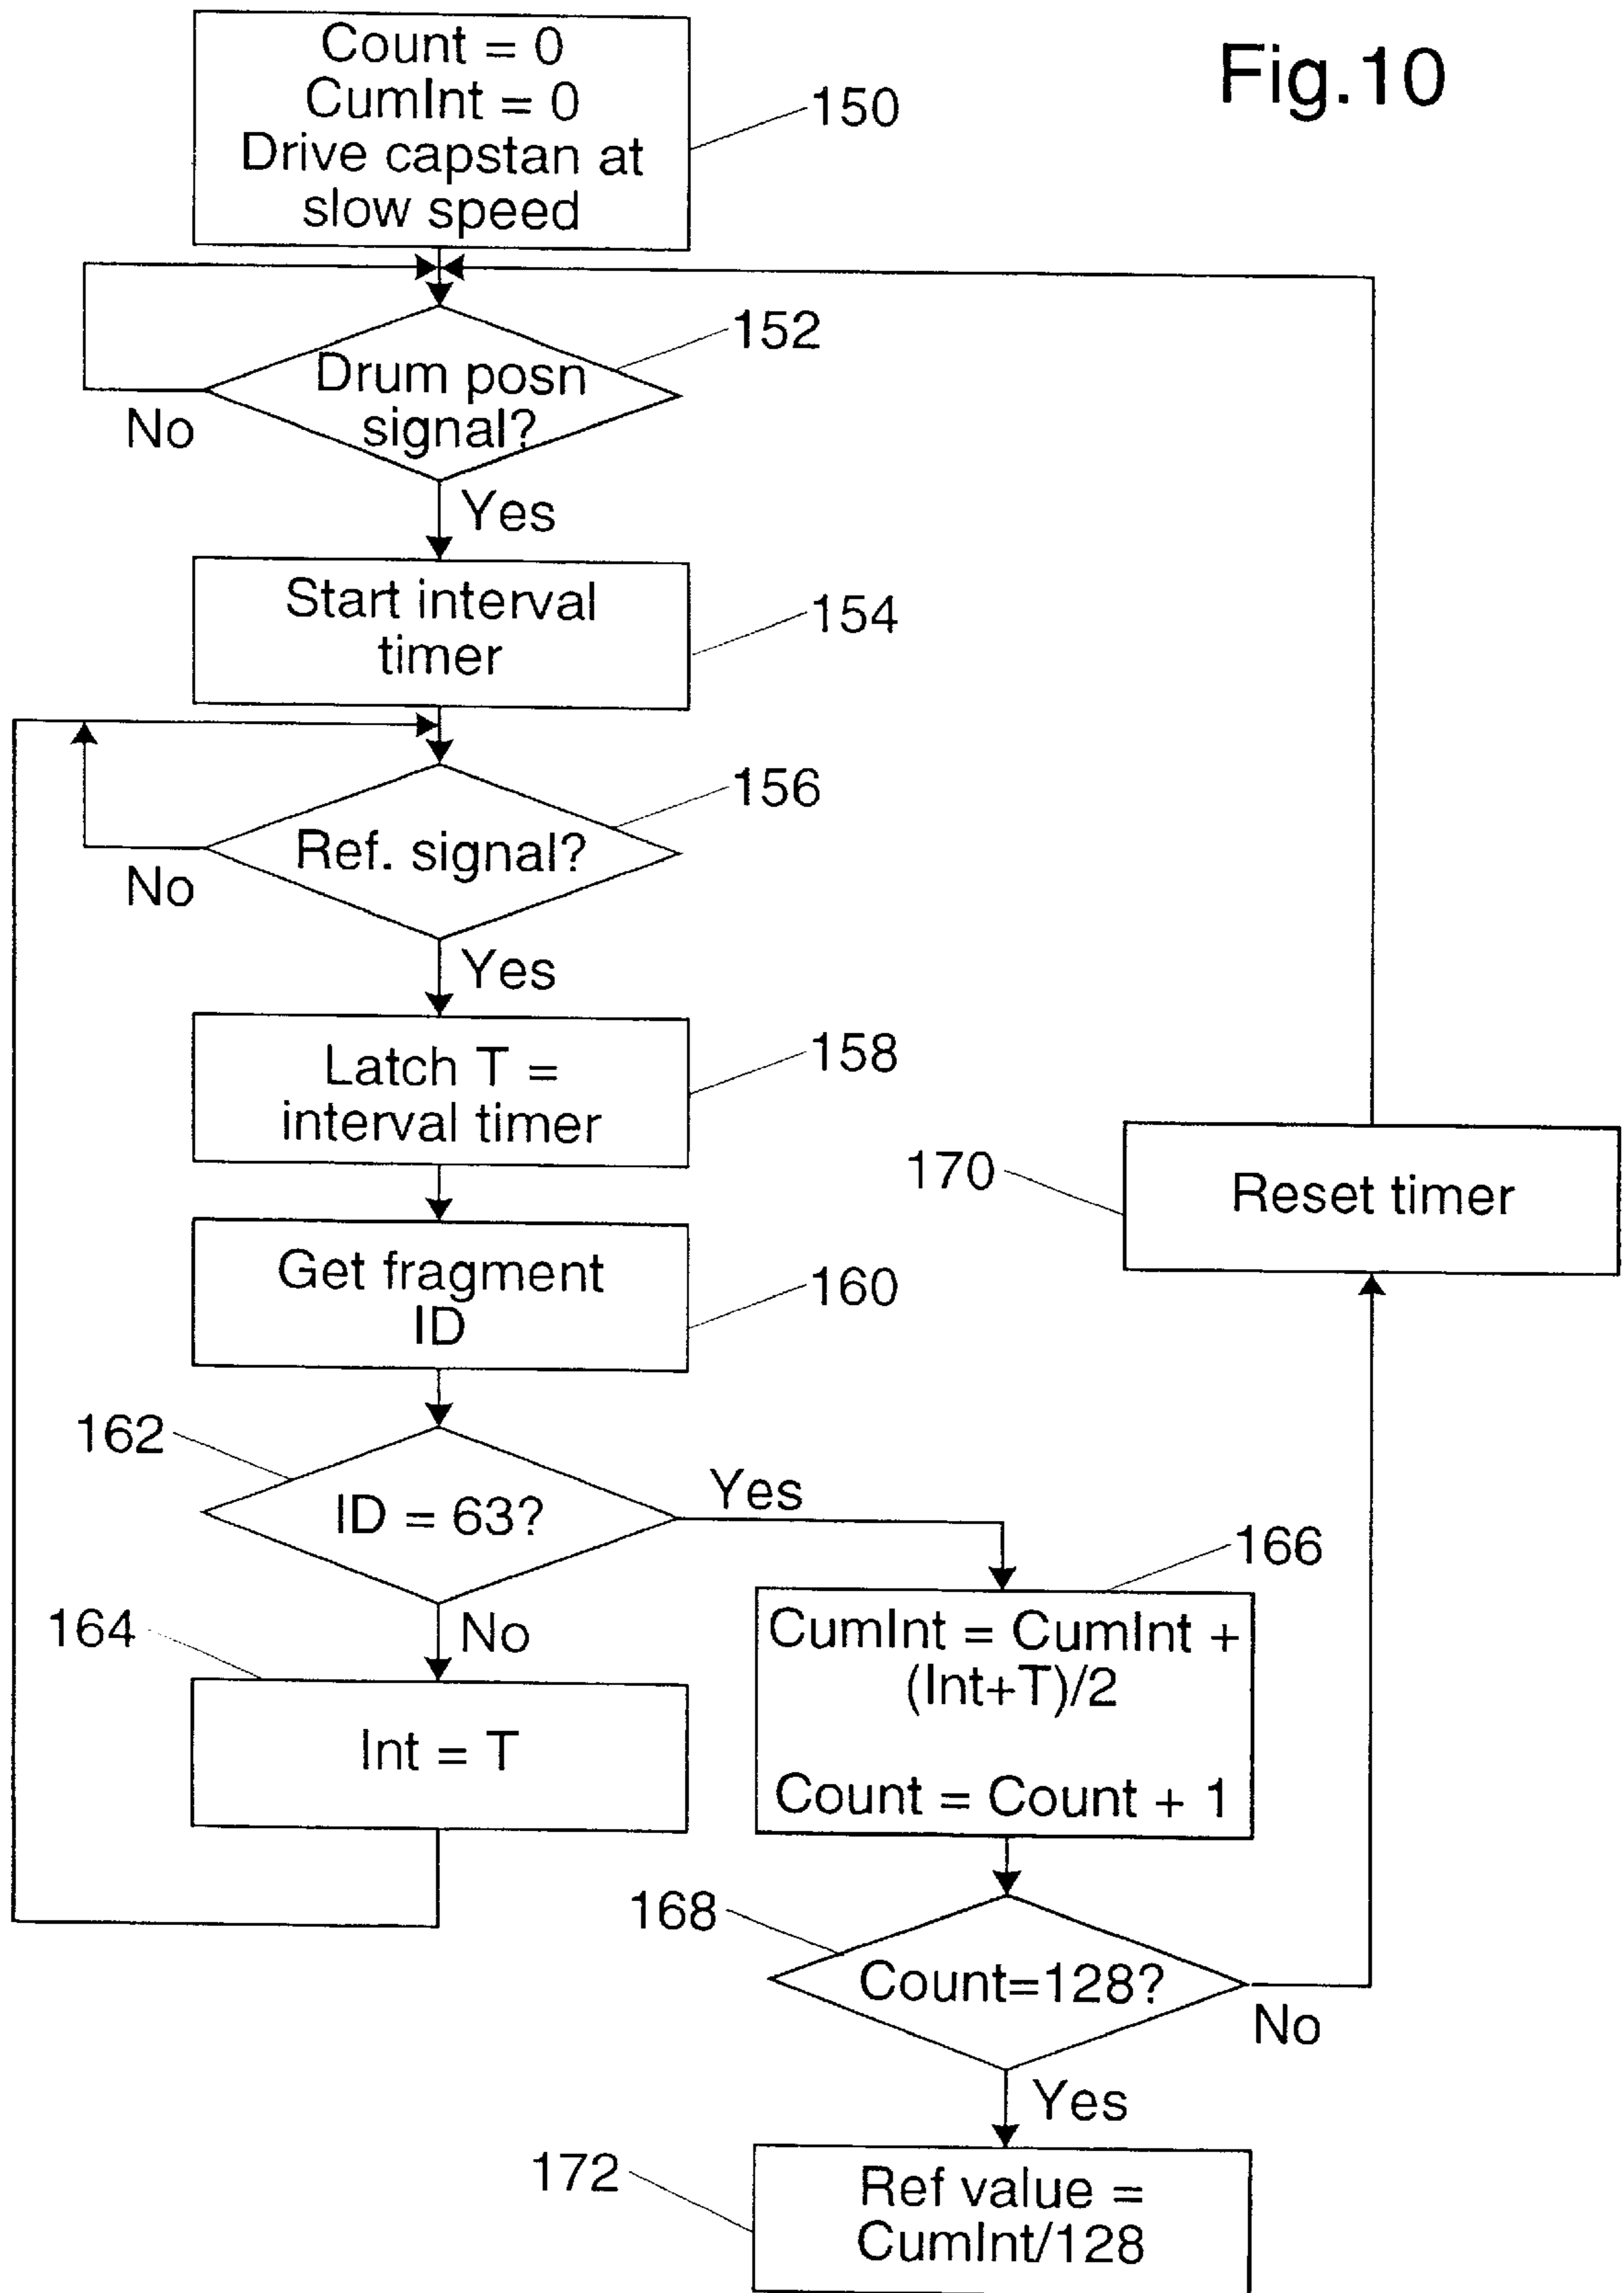 Fig.10
Count = 0
CumInt = 0
Drive capstan at
slow speed
150
152
Drum posn
signal?
No
Yes
Start interval
timer
154
156
Ref. signal?
No
Yes
Latch T =
interval timer
158
170
Reset timer
Get fragment
ID
160
162
ID = 63?
Yes
166
164
No
CumInt = CumInt +
(Int+T)/2
Count = Count + 1
Int = T
168
Count=128?
No
Yes
172
Ref value =
CumInt/128